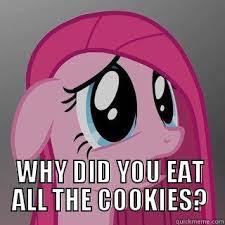 WHY DID YOU EAT
ALL THE COOKIES?
quickmeme.com